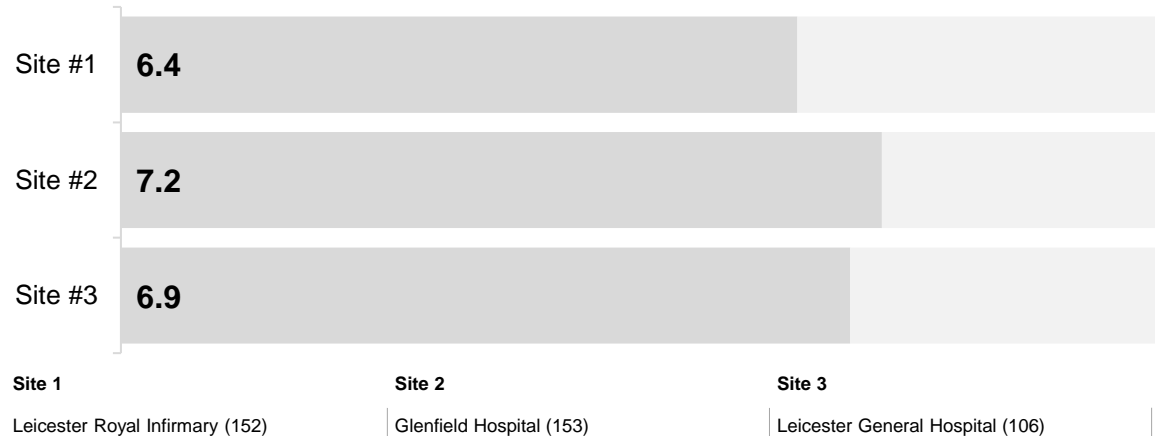 Site #1 6.4
Site #2 7.2
Site #3 6.9
Site 1 Site 2 Site 3
Leicester Royal Infirmary (152) Glenfield Hospital (153) Leicester General Hospital (106)